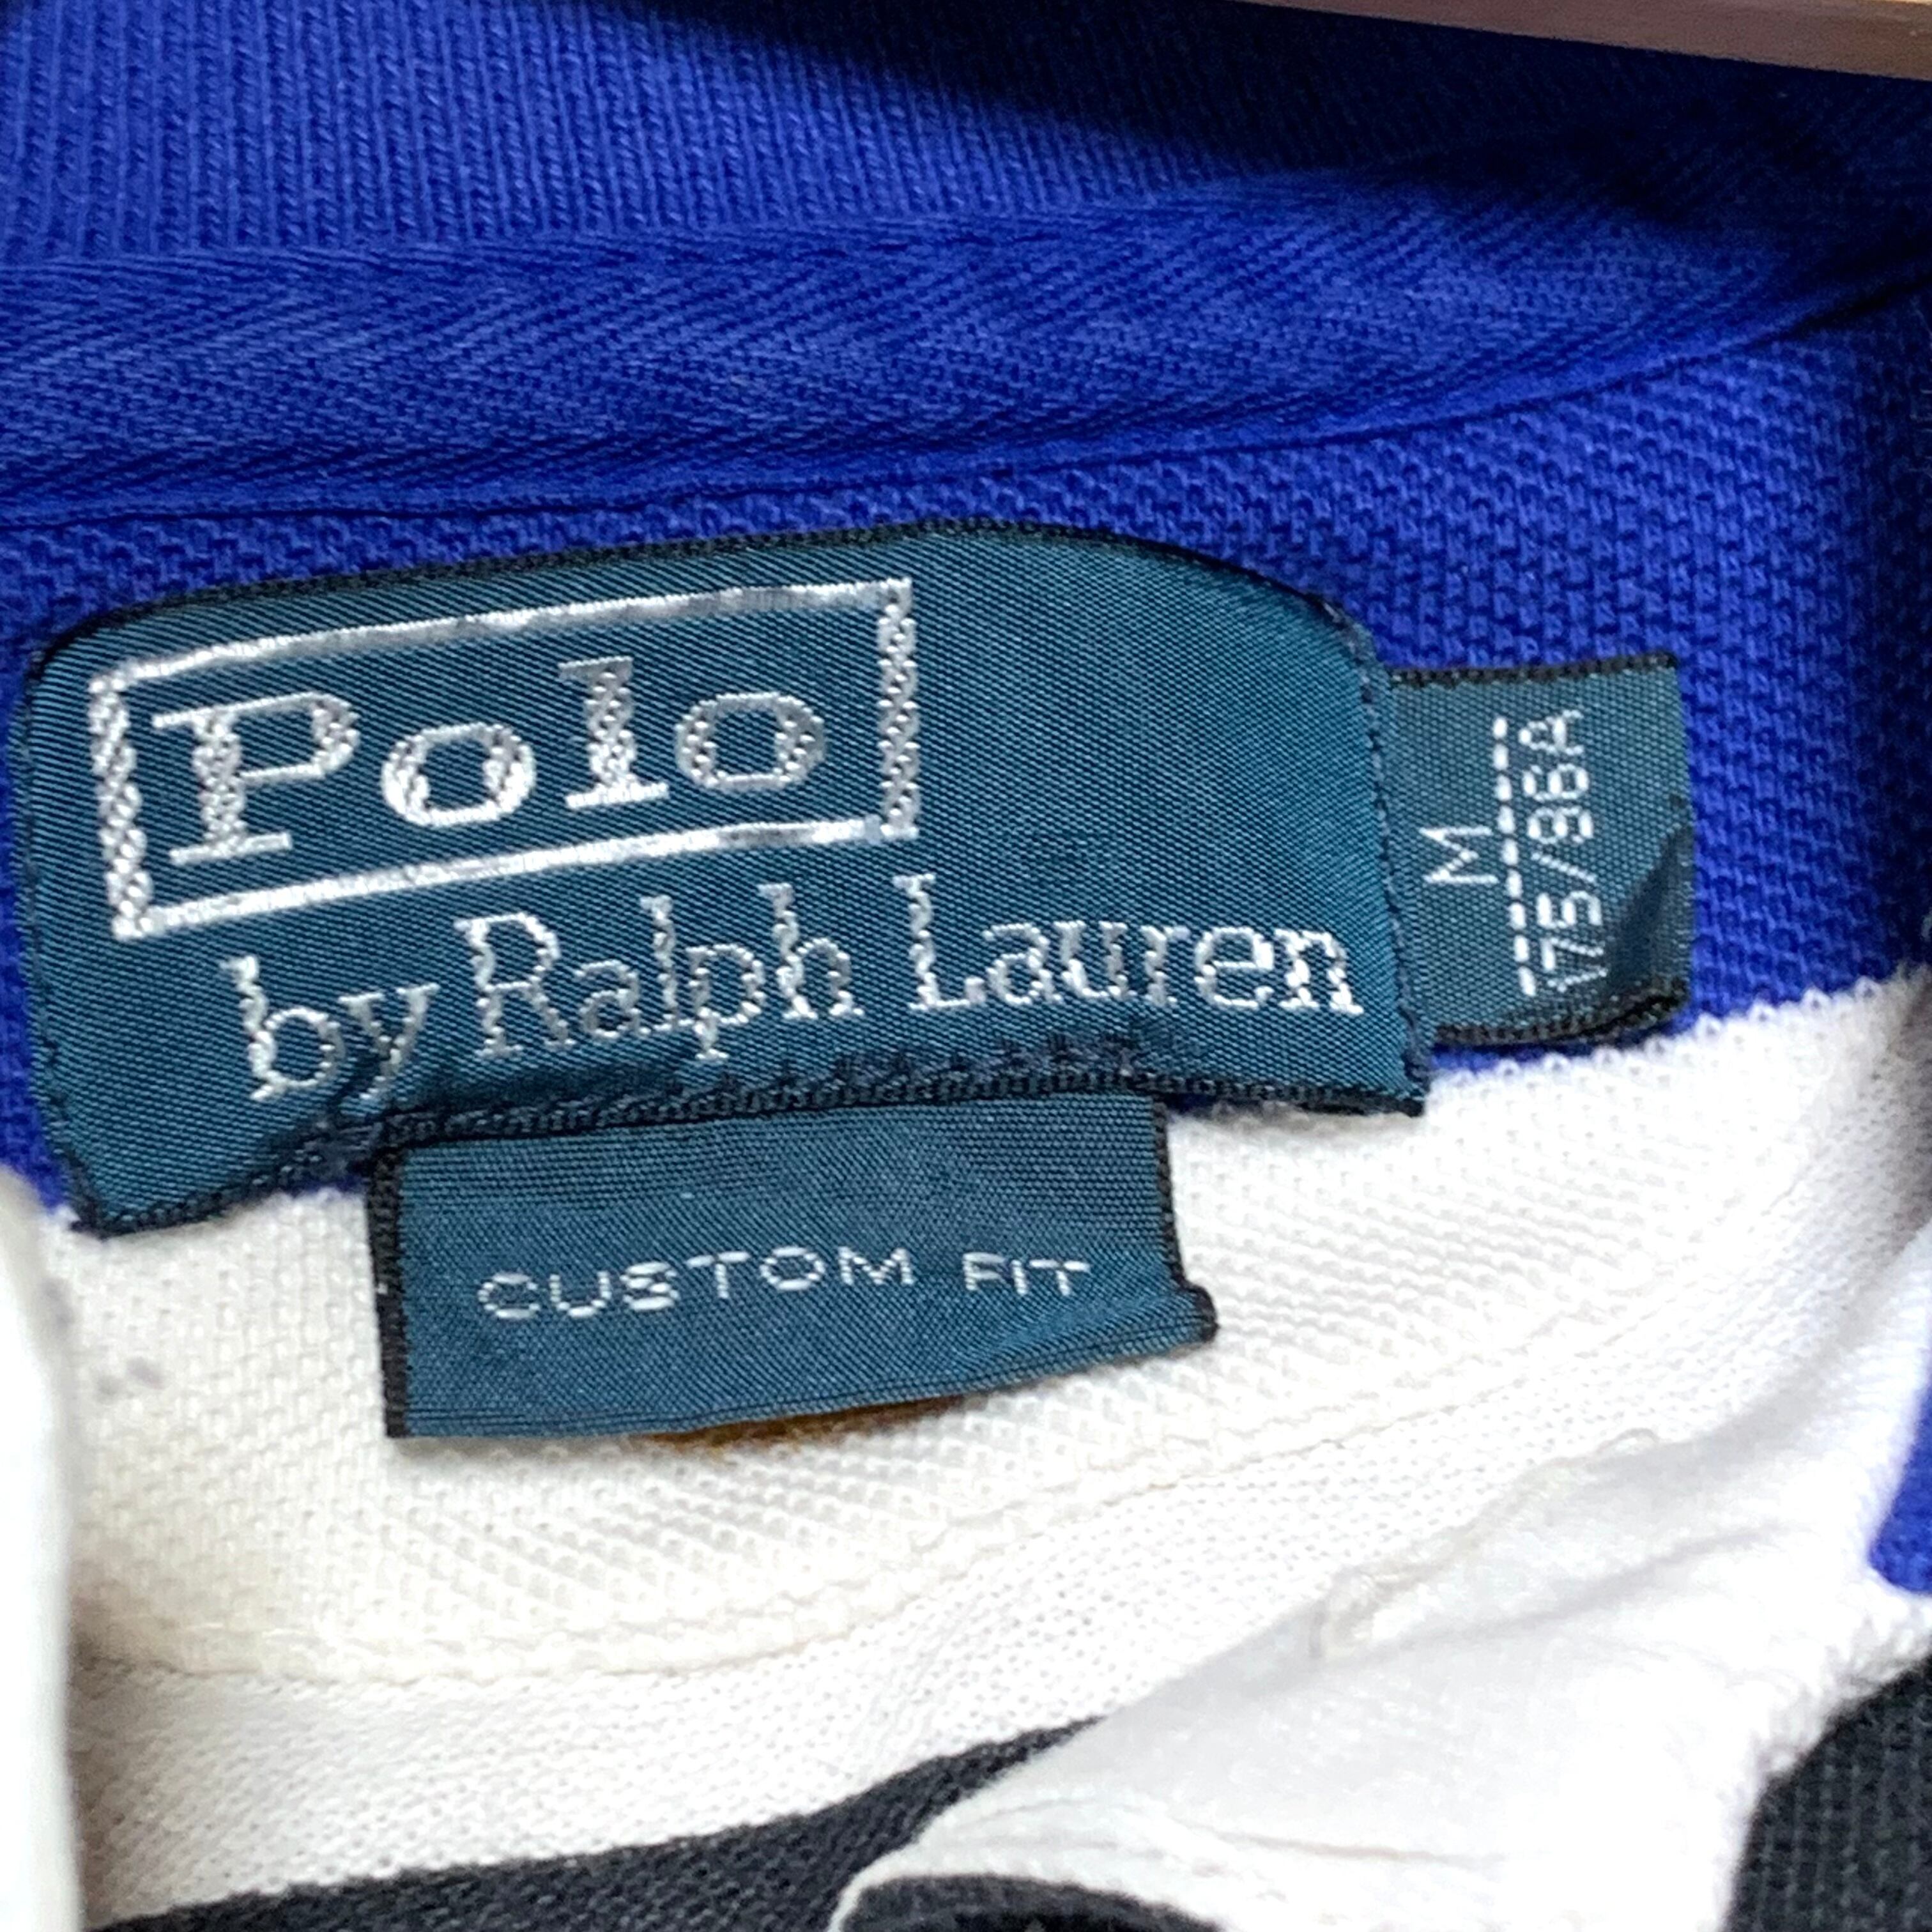 Polo
by Ralph Lauren
M
175/96A
CUSTOM FIT